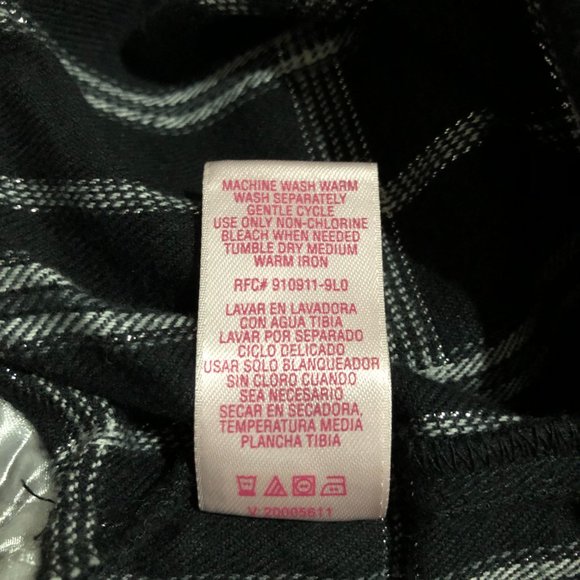 MACHINE WASH WARM
WASH SEPARATELY
GENTLE CYCLE
USE ONLY NON-CHLORINE
BLEACH WHEN NEEDED
TUMBLE DRY MEDIUM
WARM IRON
RFC# 910911-9L0
LAVAR EN LAVADORA
CON AGUA TIBIA
LAVAR POR SEPARADO
CICLO DELICADO
USAR SOLO BLANQUEADOR
SIN CLORO CUANDO
SEA NECESARIO
SECAR EN SECADORA,
TEMPERATURA MEDIA
PLANCHA TIBIA
V: 20005611